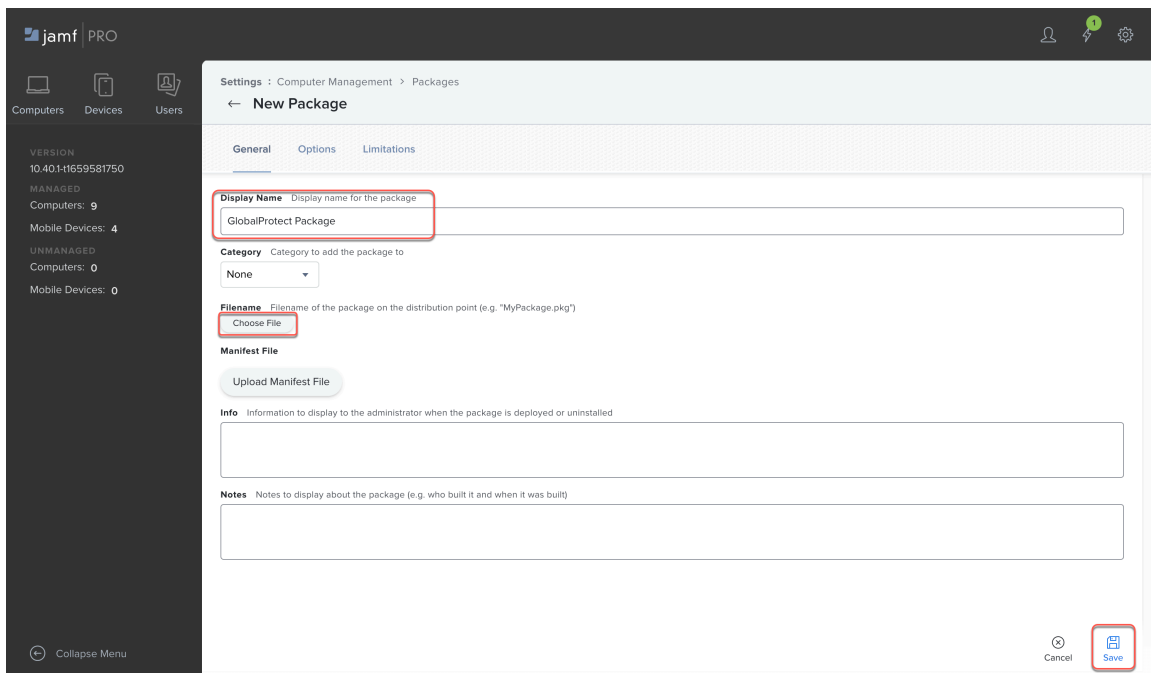 jamf PRO
1
Computers Devices Users
VERSION
10.40.1-t1659581750
MANAGED
Computers: 9
Mobile Devices: 4
UNMANAGED
Computers: 0
Mobile Devices: 0
Collapse Menu
Settings : Computer Management > Packages
← New Package
General Options Limitations
Display Name Display name for the package
GlobalProtect Package
Category Category to add the package to
None
Filename Filename of the package on the distribution point (e.g. "MyPackage.pkg")
Choose File
Manifest File
Upload Manifest File
Info Information to display to the administrator when the package is deployed or uninstalled
Notes Notes to display about the package (e.g. who built it and when it was built)
Cancel Save